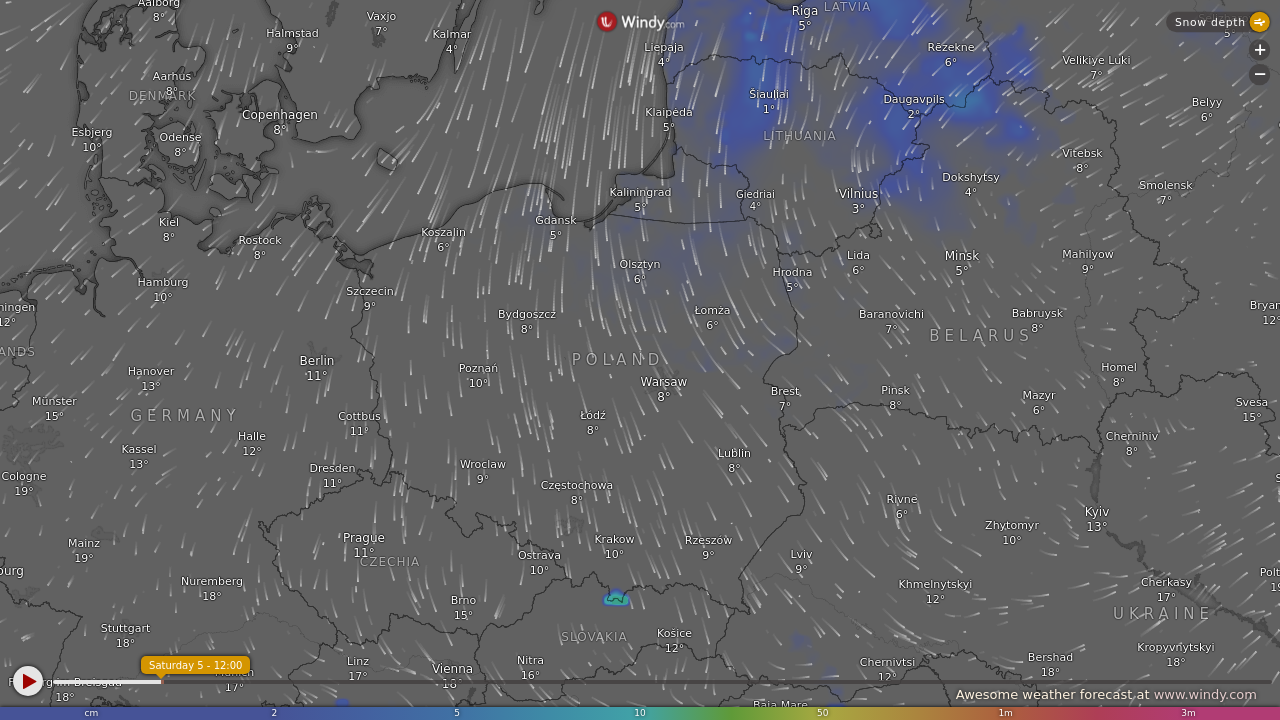 Aalborg
8°
Vaxjo
7°
Halmstad
9°
Kalmar
4°
Windy.com
Riga
5°
LATVIA
Snow depth
5°
Liepaja
4°
Rēzekne
6°
Velikiye Luki
7°
Aarhus
8°
DENMARK
Šiauliai
1°
Daugavpils
2°
Belyy
6°
Copenhagen
8°
Klaipėda
5°
Esbjerg
10°
Odense
8°
LITHUANIA
Vitebsk
8°
Dokshytsy
4°
Smolensk
7°
Kaliningrad
5°
Giedriai
4°
Vilnius
3°
Kiel
8°
Rostock
8°
Koszalin
6°
Gdansk
5°
Olsztyn
6°
Hrodna
5°
Lida
6°
Minsk
5°
Mahilyow
9°
Hamburg
10°
Szczecin
9°
ningen
12°
Bydgoszcz
8°
Łomża
6°
Baranovichi
7°
Babruysk
8°
Bryan
12°
BELARUS
ANDS
POLAND
Berlin
11°
Hanover
13°
Poznań
10°
Warsaw
8°
Brest
7°
Pinsk
8°
Homel
8°
Mazyr
6°
Münster
15°
GERMANY
Cottbus
11°
Łódź
8°
Svesa
15°
Halle
12°
Kassel
13°
Chernihiv
8°
Dresden
11°
Wroclaw
9°
Lublin
8°
Cologne
19°
Częstochowa
8°
Rivne
6°
Kyiv
13°
Zhytomyr
10°
Prague
11°
CZECHIA
Mainz
19°
Krakow
10°
Rzeszow
9°
Ostrava
10°
Lviv
9°
burg
Nuremberg
18°
Khmelnytskyi
12°
Cherkasy
17°
Polt
Brno
15°
UKRAINE
Stuttgart
18°
SLOVAKIA
Košice
12°
Kropyvnytskyi
18°
Linz
17°
Nitra
16°
Vienna
18°
Chernivtsi
12°
Bershad
18°
Saturday 5 - 12:00
17°
18°
Awesome weather forecast at www.windy.com
Baia Mare
cm 2 5 10 50 1m 3m